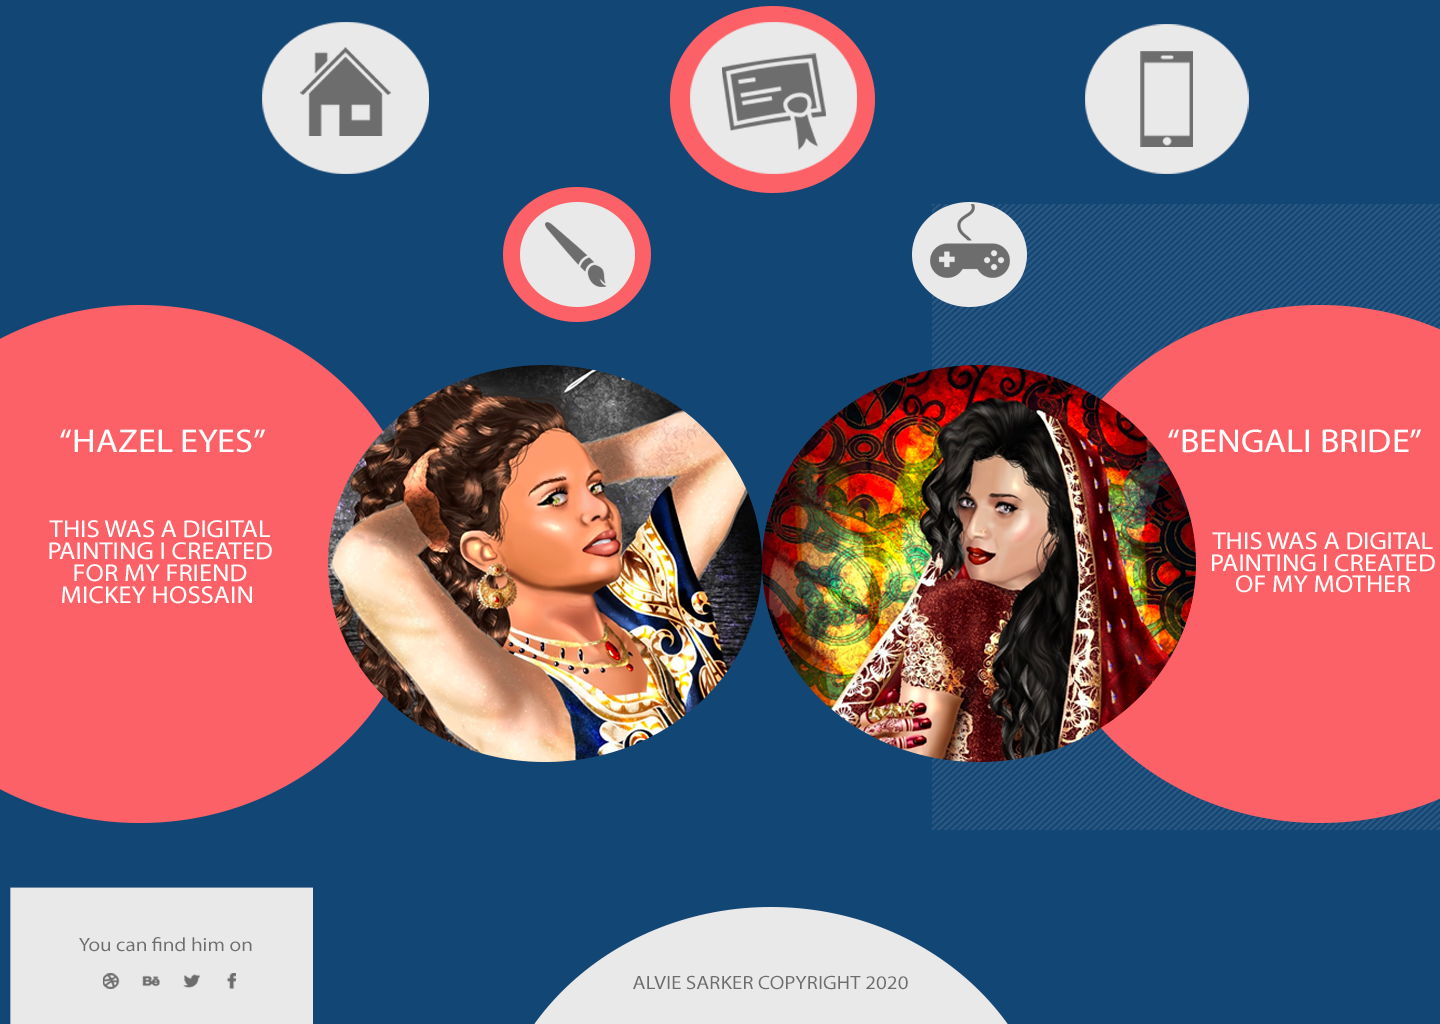 “HAZEL EYES”
THIS WAS A DIGITAL
PAINTING I CREATED
FOR MY FRIEND
MICKEY HOSSAIN
“BENGALI BRIDE”
THIS WAS A DIGITAL
PAINTING I CREATED
OF MY MOTHER
You can find him on
Bē
ALVIE SARKER COPYRIGHT 2020